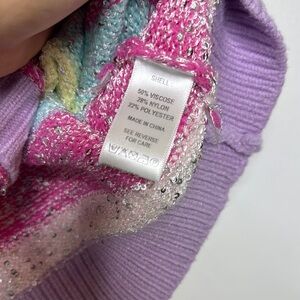 SHELL:
50% VISCOSE
28% NYLON
22% POLYESTER
MADE IN CHINA
SEE REVERSE
FOR CARE